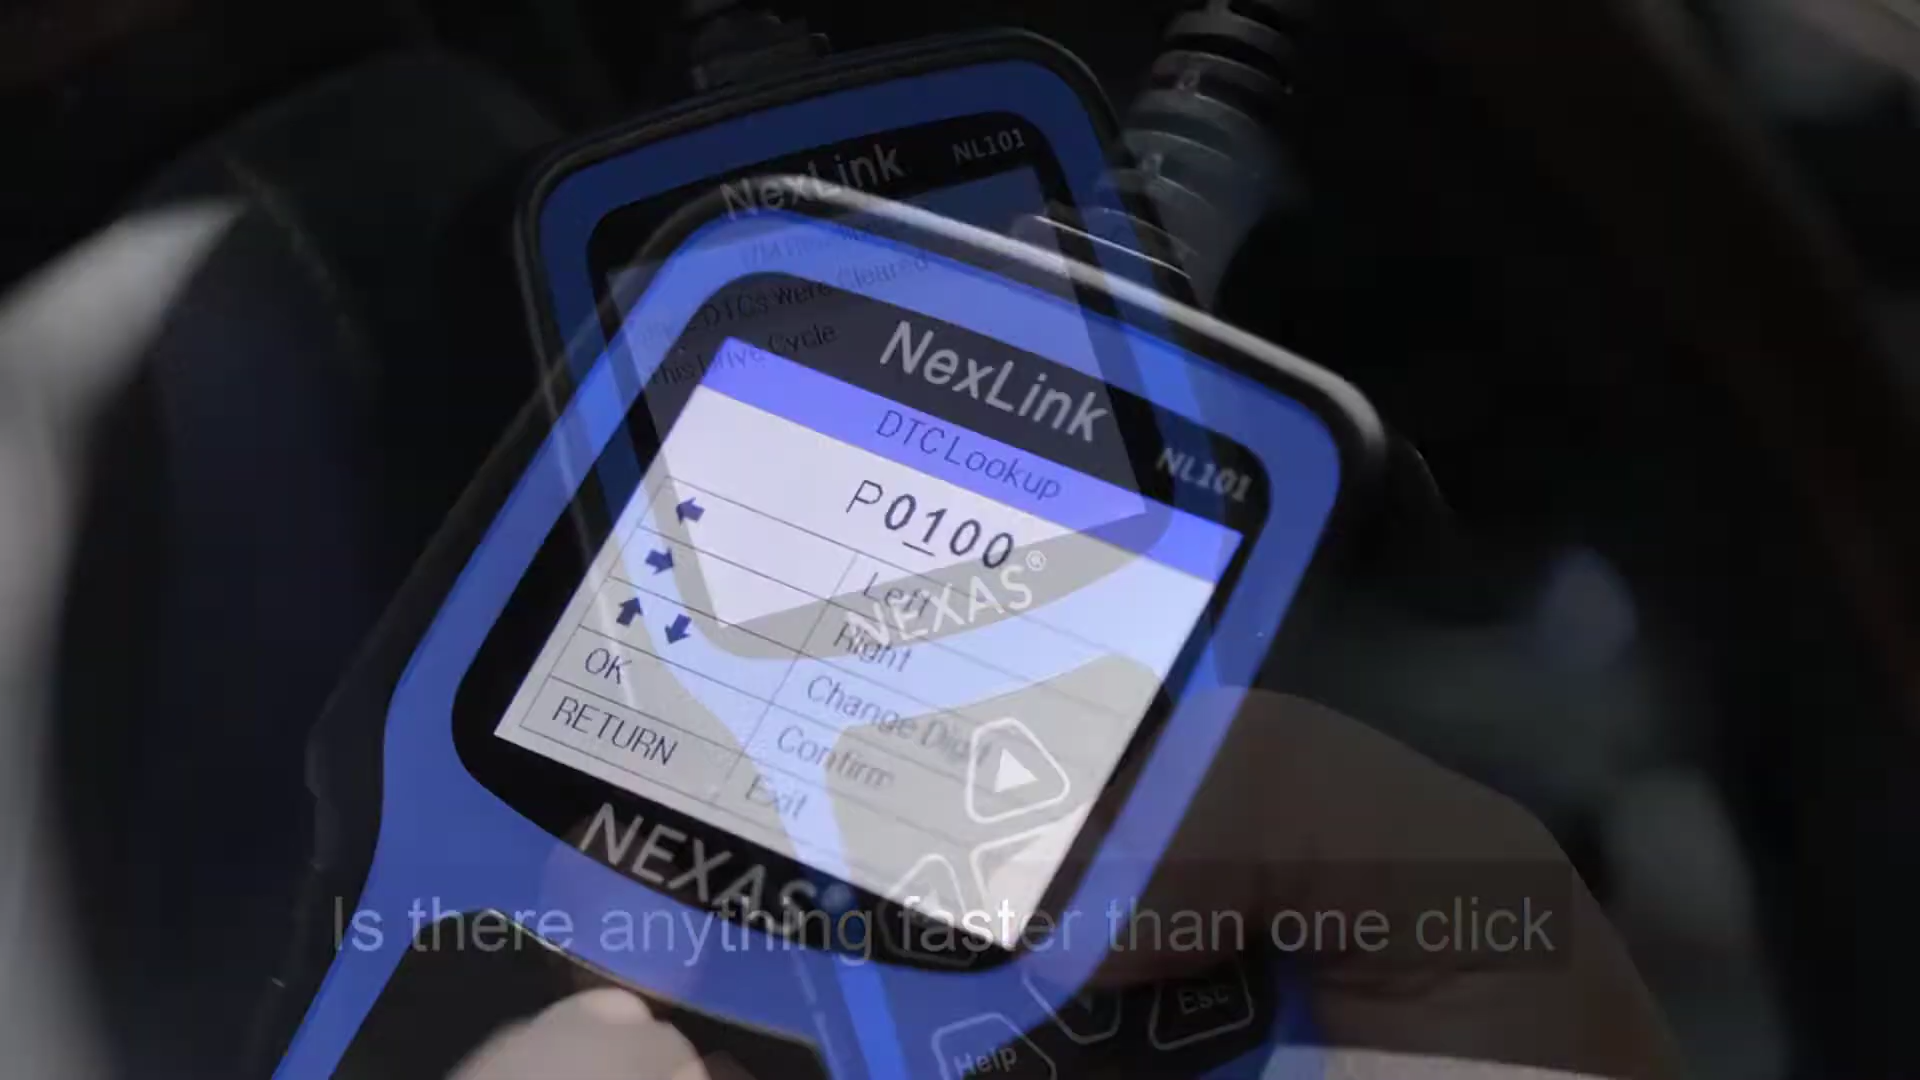 NexLink NL101
DTCs were Cleared
This Drive Cycle
NexLink
NL101
DTC Lookup
P0100
Left
Right
Change Digit
OK Confirm
RETURN Exit
NEXAS®
NEXAS®
Is there anything faster than one click
Esc
Help